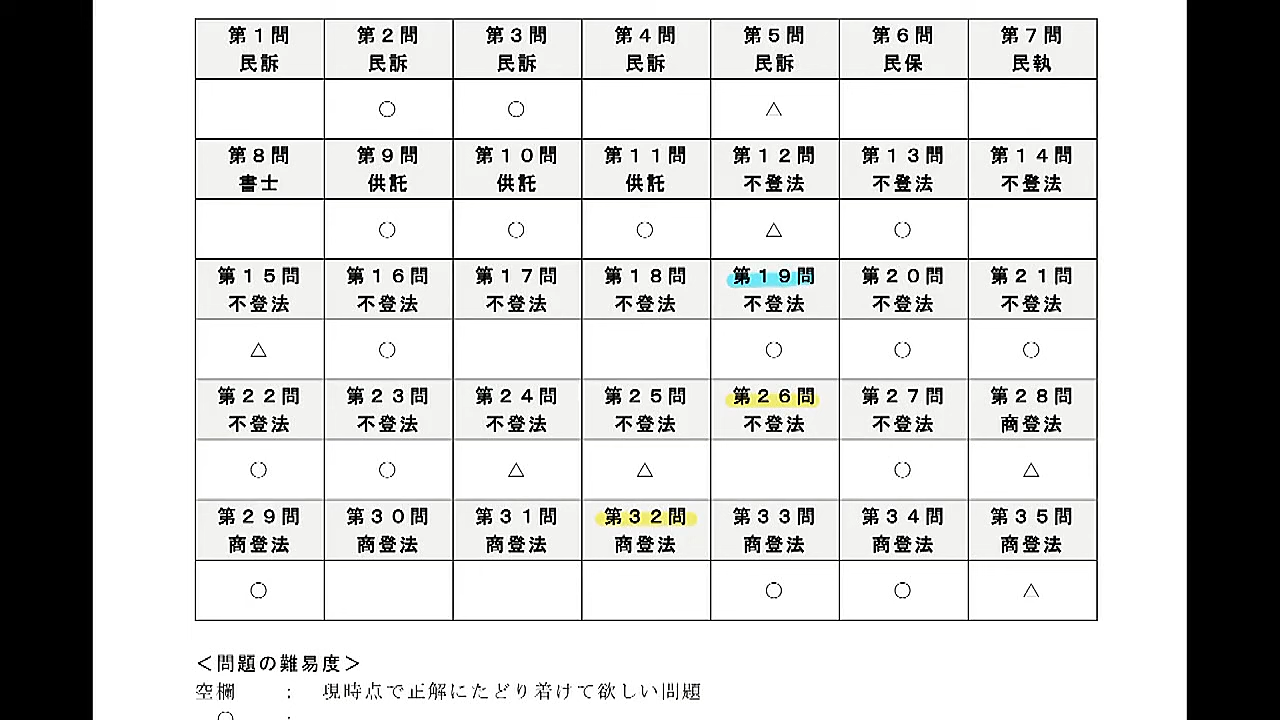 第1問 第2問 第3問 第4問 第5問 第6問 第7問
民訴 民訴 民訴 民訴 民訴 民保 民執
○ ○ △
第8問 第9問 第10問 第11問 第12問 第13問 第14問
書士 供託 供託 供託 不登法 不登法 不登法
○ ○ ○ △ ○
第15問 第16問 第17問 第18問 第19問 第20問 第21問
不登法 不登法 不登法 不登法 不登法 不登法 不登法
△ ○ ○ ○ ○
第22問 第23問 第24問 第25問 第26問 第27問 第28問
不登法 不登法 不登法 不登法 不登法 不登法 商登法
○ ○ △ △ ○ △
第29問 第30問 第31問 第32問 第33問 第34問 第35問
商登法 商登法 商登法 商登法 商登法 商登法 商登法
○ ○ ○ △
＜問題の難易度＞
空欄 ： 現時点で正解にたどり着けて欲しい問題
○ ：